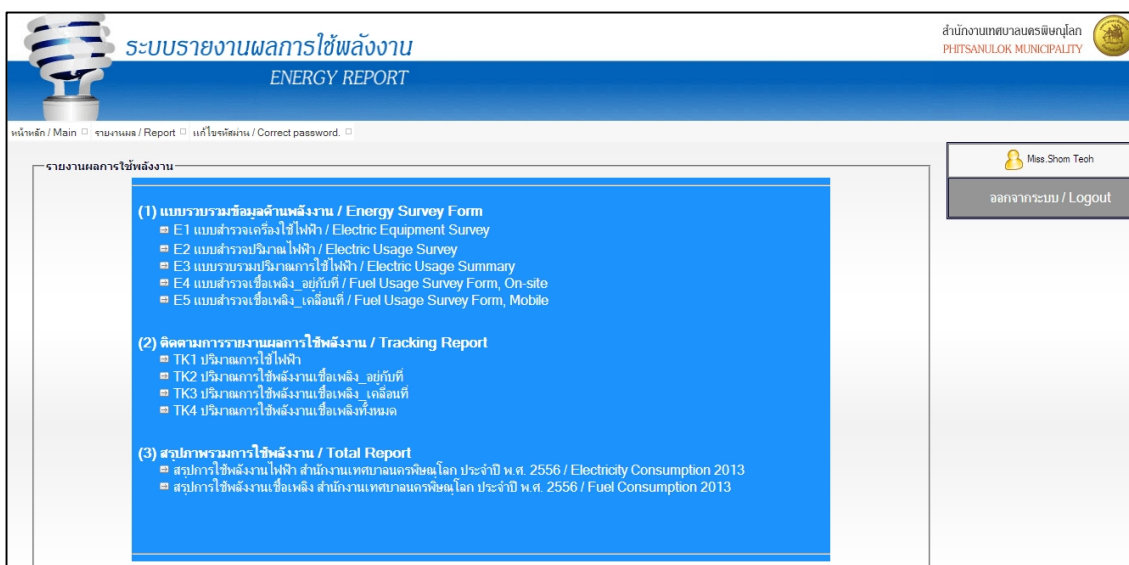 ระบบรายงานผลการใช้พลังงาน
ENERGY REPORT
สำนักงานเทศบาลนครพิษณุโลก
PHITSANULOK MUNICIPALITY
หน้าหลัก / Main รายงานผล / Report แก้ไขรหัสผ่าน / Correct password.
Miss.Shom Teoh
ออกจากระบบ / Logout
รายงานผลการใช้พลังงาน
(1) แบบรวบรวมข้อมูลด้านพลังงาน / Energy Survey Form
E1 แบบสำรวจเครื่องใช้ไฟฟ้า / Electric Equipment Survey
E2 แบบสำรวจปริมาณไฟฟ้า / Electric Usage Survey
E3 แบบรวบรวมปริมาณการใช้ไฟฟ้า / Electric Usage Summary
E4 แบบสำรวจเชื่อเพลิง_อยู่กับที่ / Fuel Usage Survey Form, On-site
E5 แบบสำรวจเชื่อเพลิง_เคลื่อนที่ / Fuel Usage Survey Form, Mobile
(2) ติดตามการรายงานผลการใช้พลังงาน / Tracking Report
TK1 ปริมาณการใช้ไฟฟ้า
TK2 ปริมาณการใช้พลังงานเชื่อเพลิง_อยู่กับที่
TK3 ปริมาณการใช้พลังงานเชื่อเพลิง_เคลื่อนที่
TK4 ปริมาณการใช้พลังงานเชื่อเพลิงทั้งหมด
(3) สรุปภาพรวมการใช้พลังงาน / Total Report
สรุปการใช้พลังงานไฟฟ้า สำนักงานเทศบาลนครพิษณุโลก ประจำปี พ.ศ. 2556 / Electricity Consumption 2013
สรุปการใช้พลังงานเชื่อเพลิง สำนักงานเทศบาลนครพิษณุโลก ประจำปี พ.ศ. 2556 / Fuel Consumption 2013